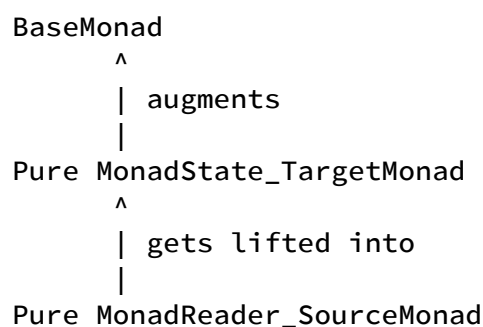 BaseMonad
^
| augments
|
Pure MonadState_TargetMonad
^
| gets lifted into
|
Pure MonadReader_SourceMonad